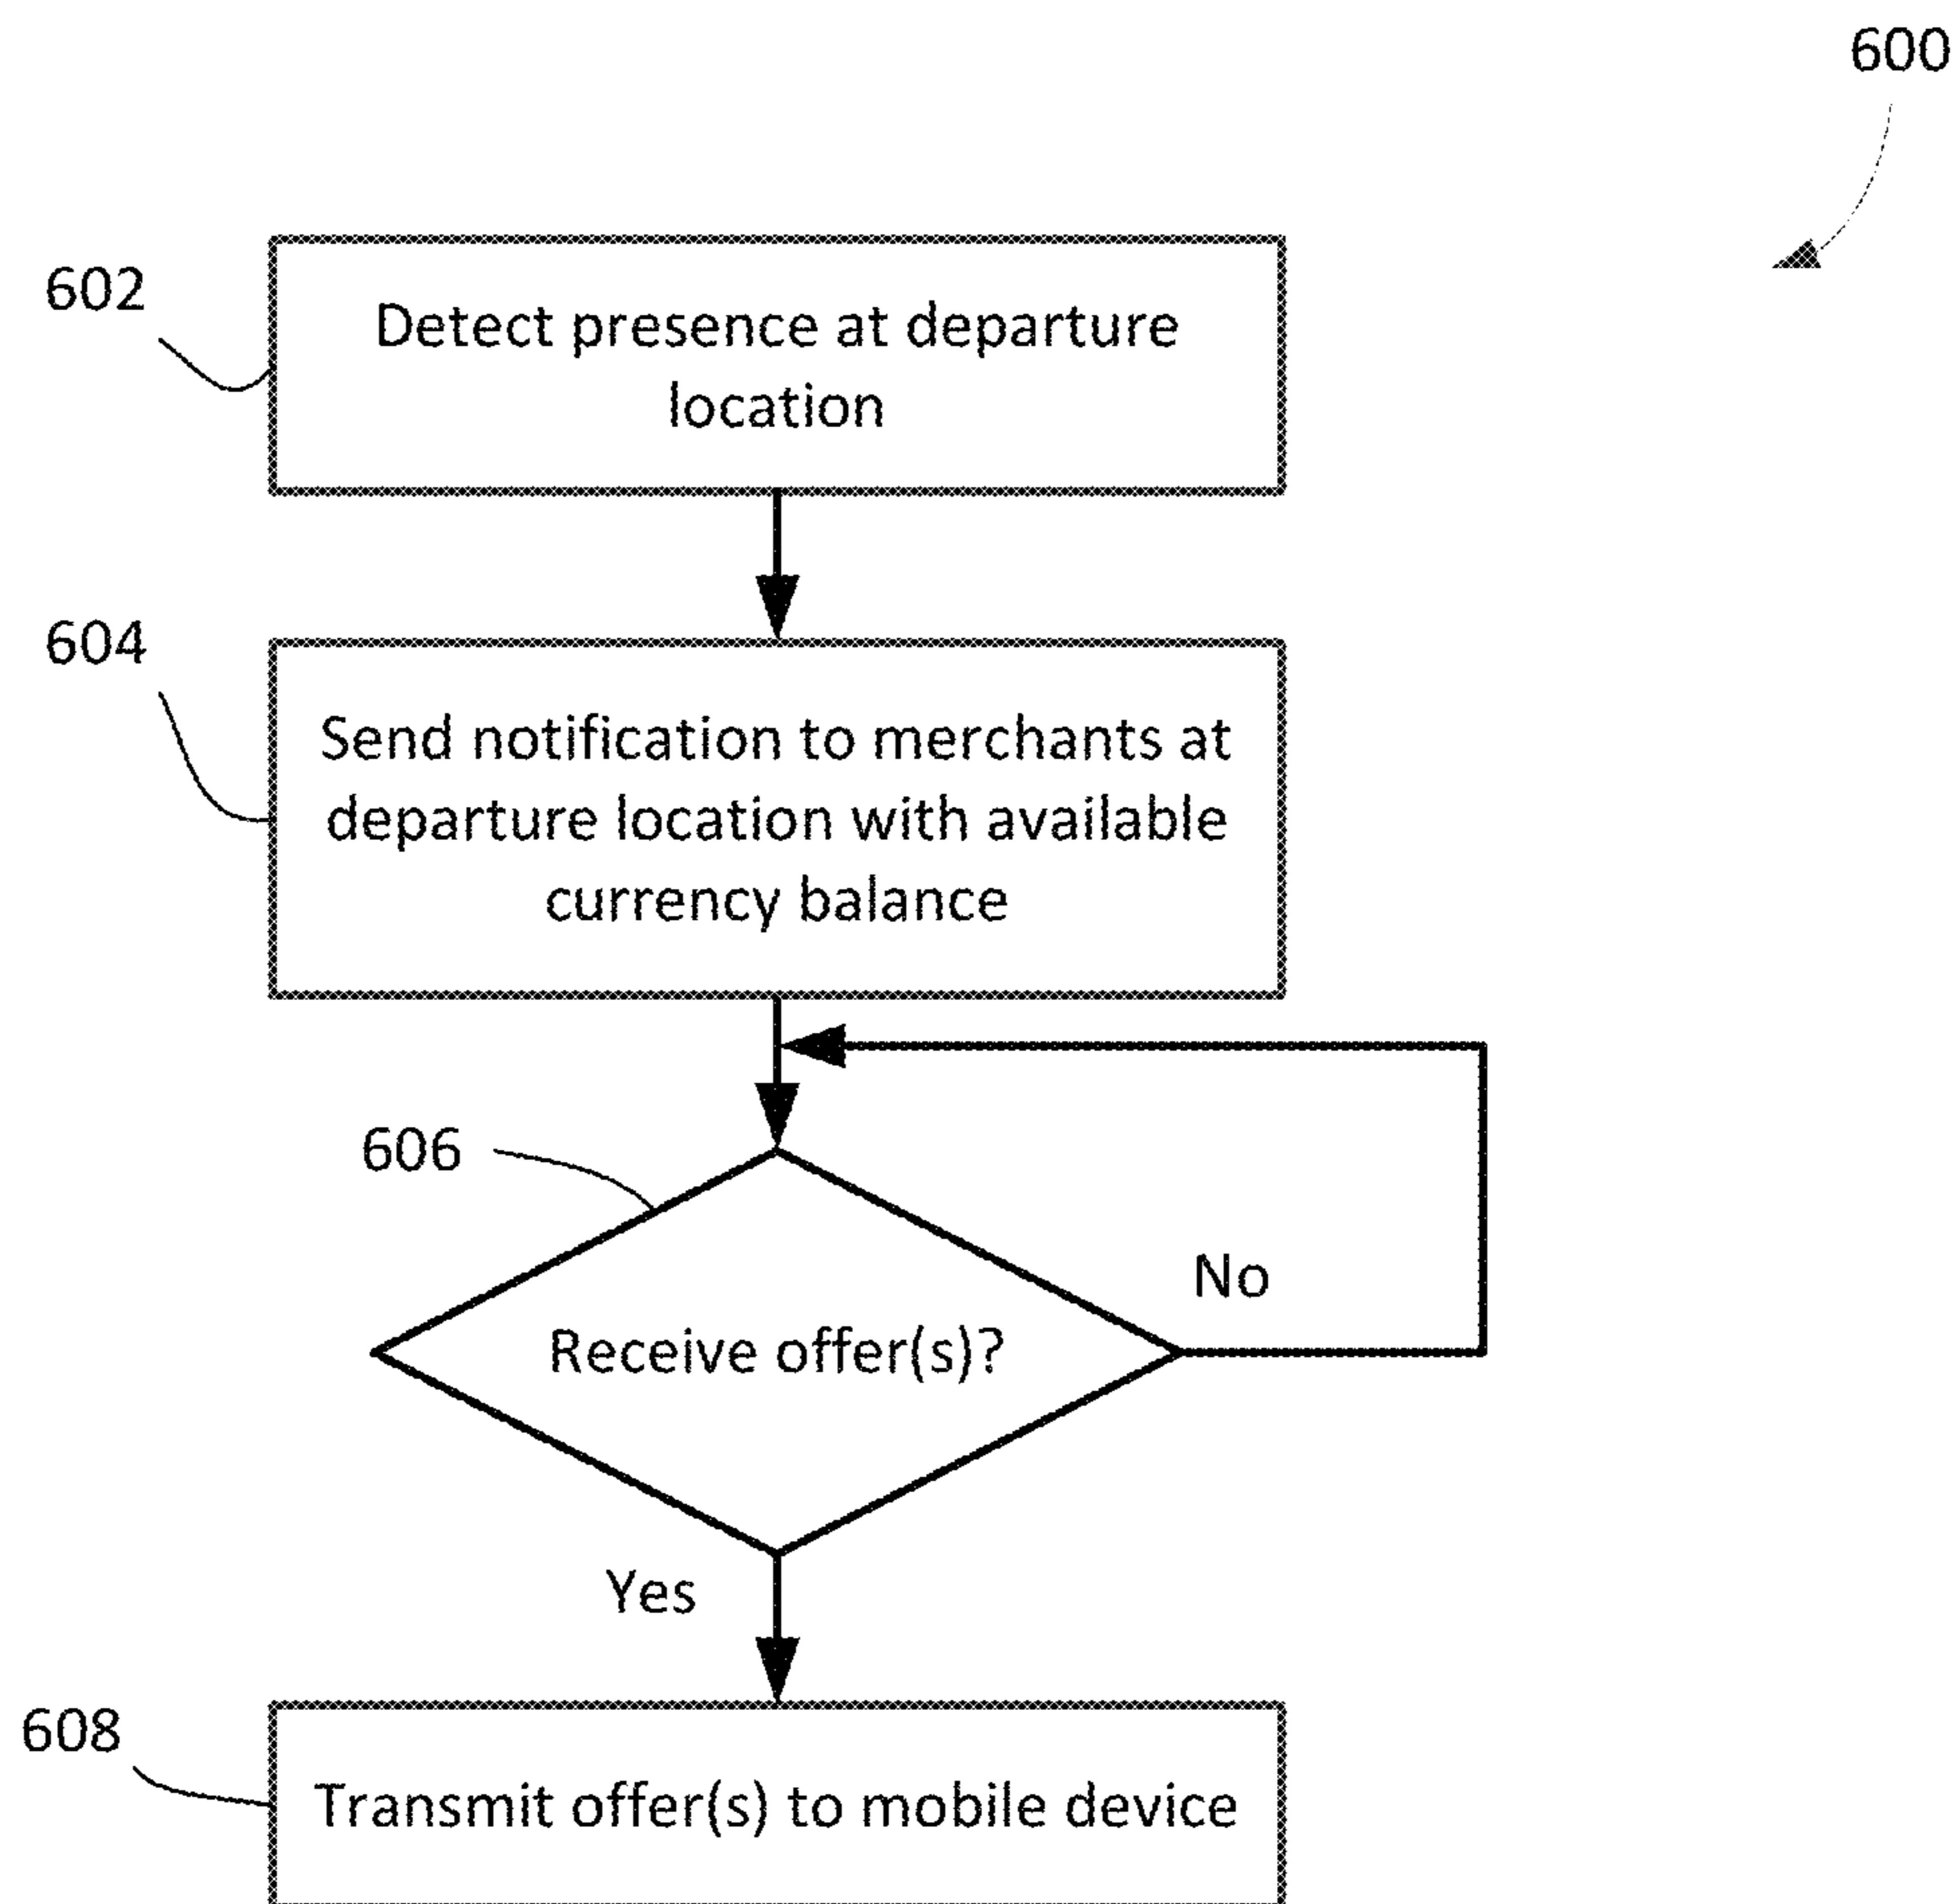 600
602
Detect presence at departure
location
604
Send notification to merchants at
departure location with available
currency balance
606
No
Receive offer(s)?
Yes
608
Transmit offer(s) to mobile device